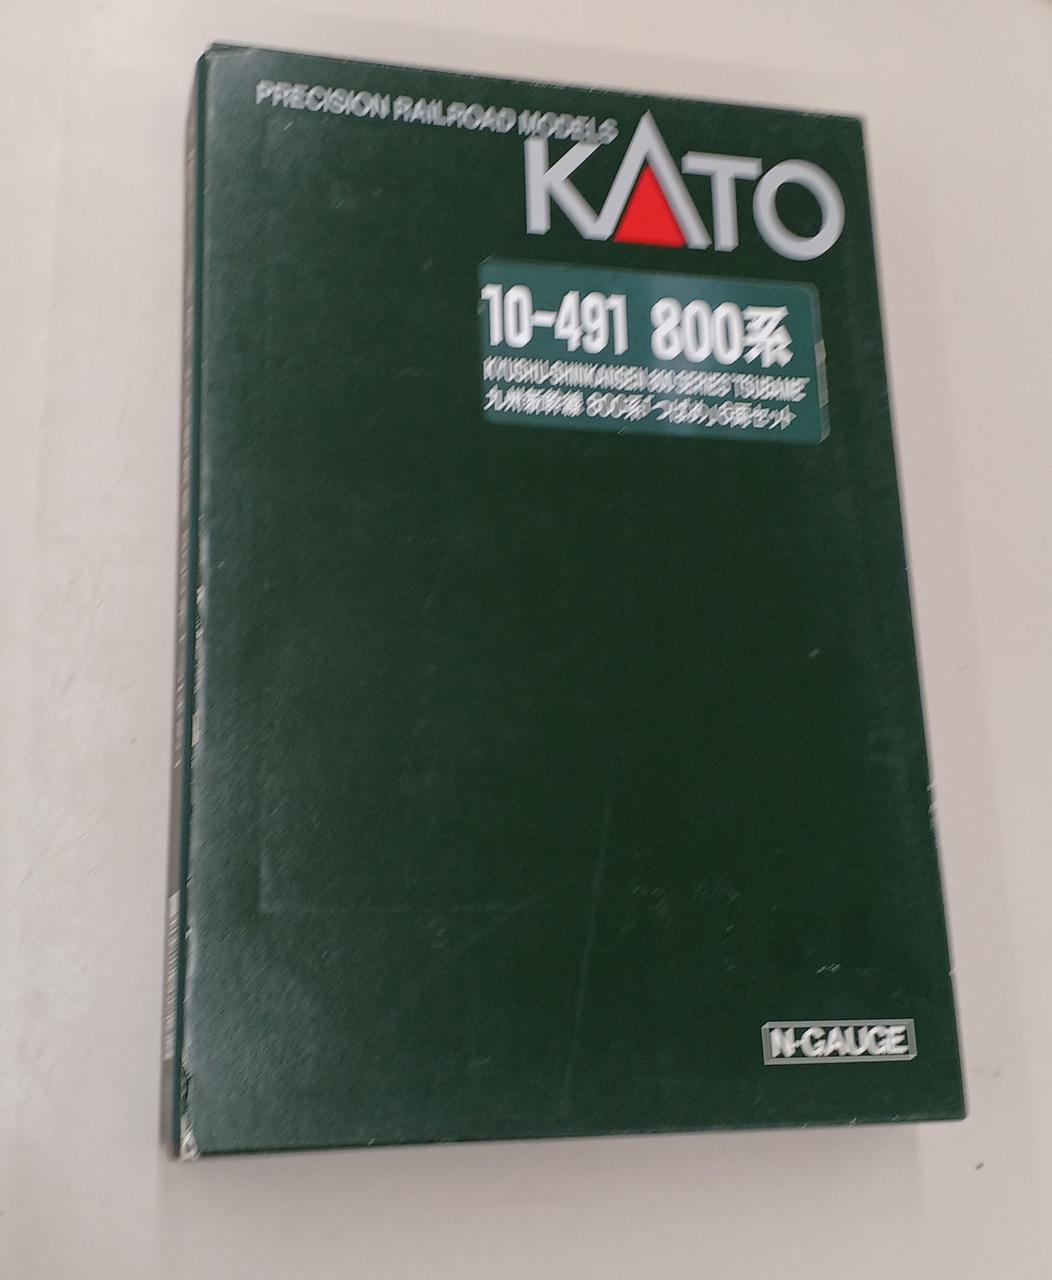 PRECISION RAILROAD MODELS
KATO
10-491 800系
KYUSHU-SHINKANSEN 800 SERIES "TSUBAME"
九州新幹線 800系「つばめ」6両セット
N-GAUGE